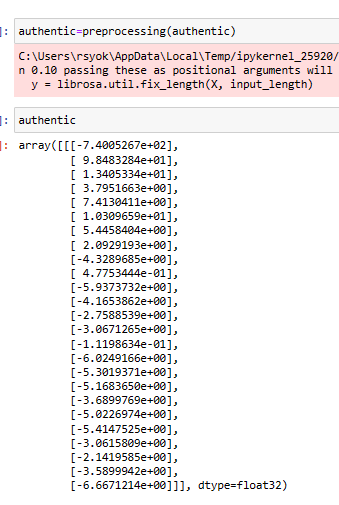 ]: authentic=preprocessing(authentic)
C:\Users\rsyok\AppData\Local/Temp/ipykernel_25920/
n 0.10 passing these as positional arguments will
y = librosa.util.fix_length(X, input_length)
]: authentic
]: array([[[-7.4005267e+02],
[ 9.8483284e+01],
[ 1.3405334e+01],
[ 3.7951663e+00],
[ 7.4130411e+00],
[ 1.0309659e+01],
[ 5.4458404e+00],
[ 2.0929193e+00],
[-4.3289685e+00],
[ 4.7753444e-01],
[-5.9373732e+00],
[-4.1653862e+00],
[-2.7588539e+00],
[-3.0671265e+00],
[-1.1198634e-01],
[-6.0249166e+00],
[-5.3019371e+00],
[-5.1683650e+00],
[-3.6899769e+00],
[-5.0226974e+00],
[-5.4147525e+00],
[-3.0615809e+00],
[-2.1419585e+00],
[-3.5899942e+00],
[-6.6671214e+00]]], dtype=float32)